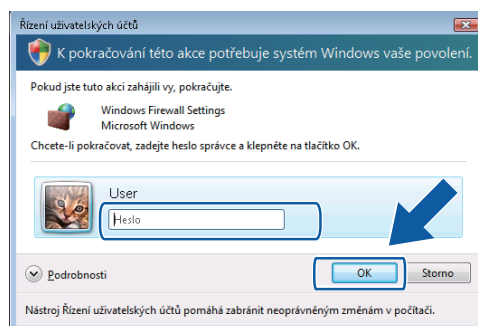 Řízení uživatelských účtů
K pokračování této akce potřebuje systém Windows vaše povolení.
Pokud jste tuto akci zahájili vy, pokračujte.
Windows Firewall Settings
Microsoft Windows
Chcete-li pokračovat, zadejte heslo správce a klepněte na tlačítko OK.
User
Heslo
Podrobnosti
OK
Storno
Nástroj Řízení uživatelských účtů pomáhá zabránit neoprávněným změnám v počítači.